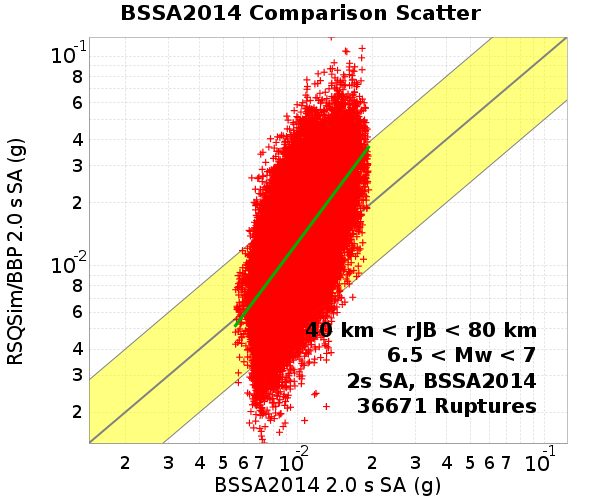 BSSA2014 Comparison Scatter
RSQSim/BBP 2.0 s SA (g)
10-1
8
6
4
3
2
10-2
8
6
4
3
2
40 km < rJB < 80 km
6.5 < Mw < 7
2s SA, BSSA2014
36671 Ruptures
2 3 4 5 6 7 10-2 2 3 4 5 6 7 10-1
BSSA2014 2.0 s SA (g)